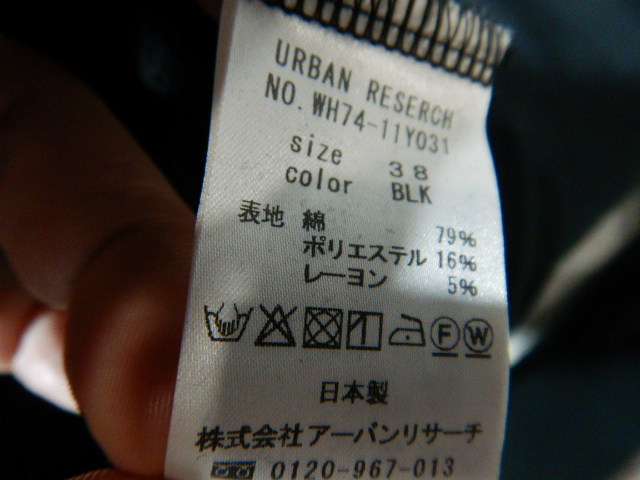 URBAN RESERCH
NO. WH74-11Y031
size 38
color BLK
表地 綿 79%
ポリエステル 16%
レーヨン 5%
F W
日本製
株式会社 アーバンリサーチ
0120-967-013